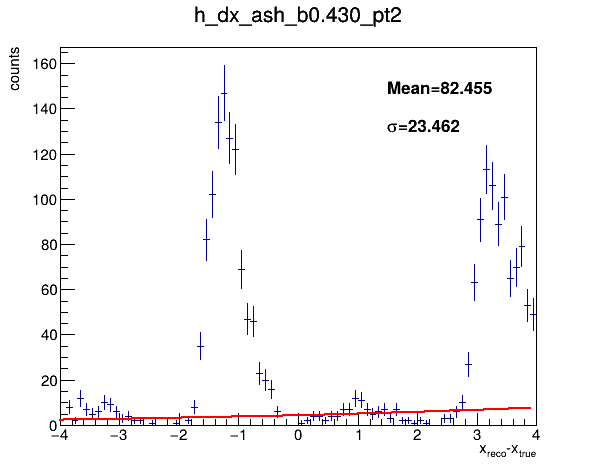 h_dx_ash_b0.430_pt2
counts
160
140
120
100
80
60
40
20
0
Mean=82.455
σ=23.462
−4 −3 −2 −1 0 1 2 3 4
x_reco-x_true